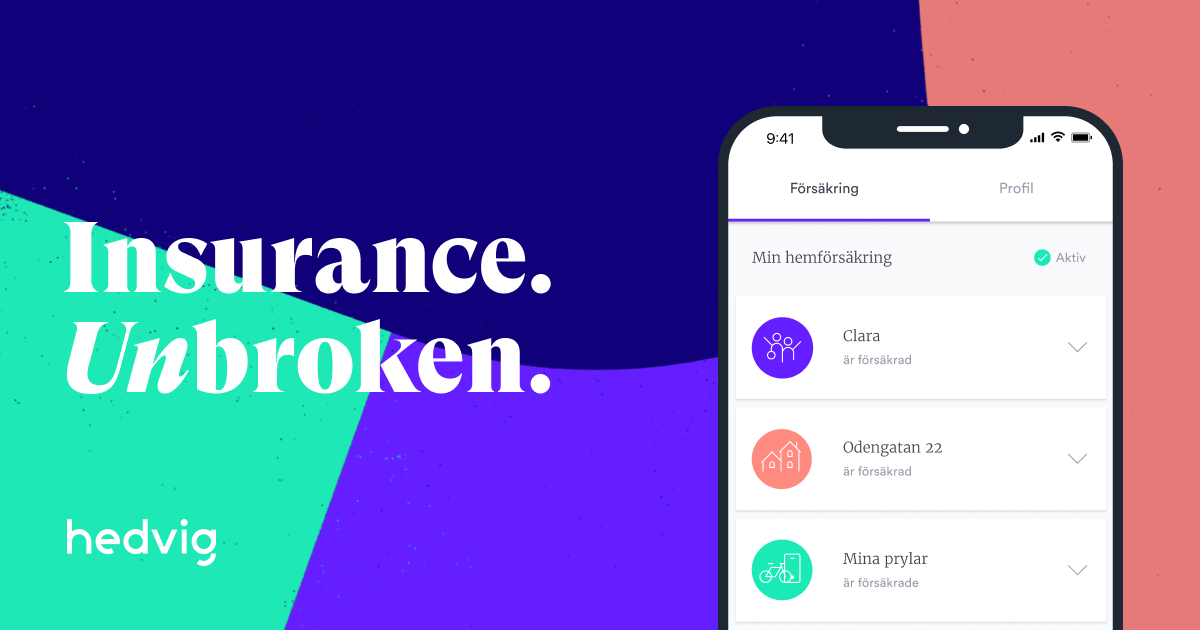 Insurance.
Unbroken.
hedvig
9:41
Försäkring
Profil
Min hemförsäkring
Aktiv
Clara
är försäkrad
Odengatan 22
är försäkrad
Mina prylar
är försäkrade